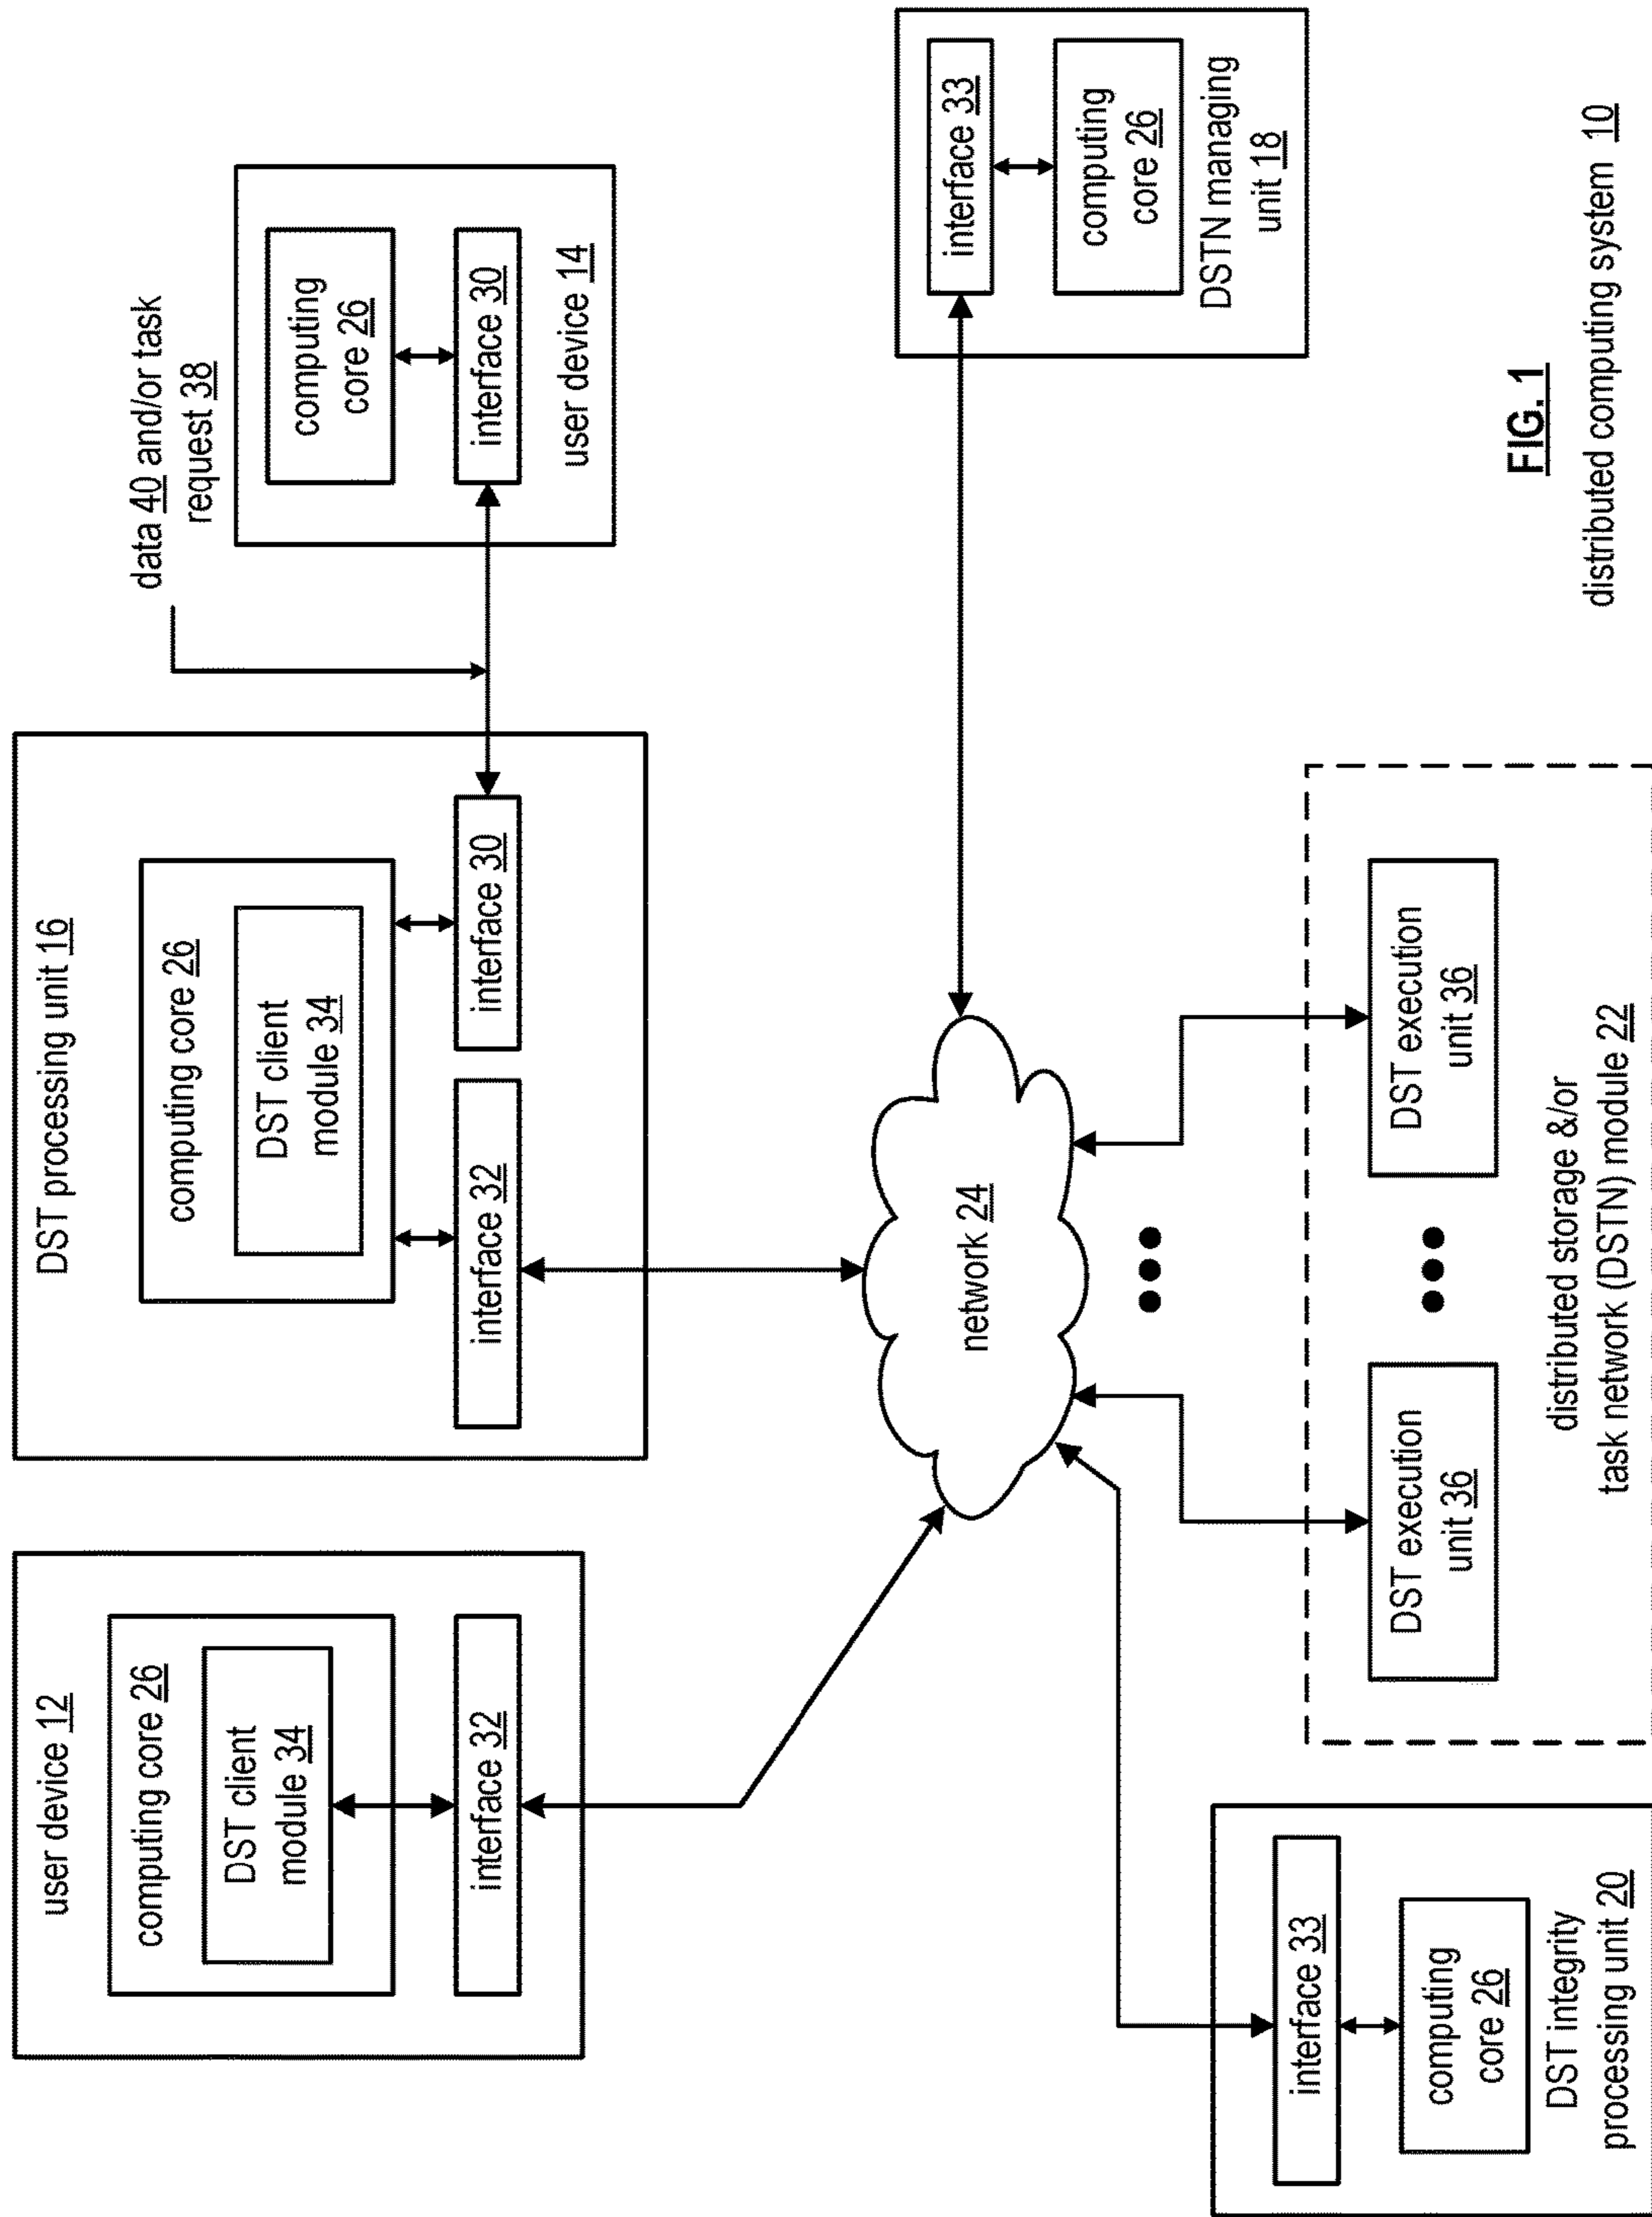 user device 12
computing core 26
DST client
module 34
interface 32
DST processing unit 16
computing core 26
DST client
module 34
interface 32
interface 30
data 40 and/or task
request 38
computing
core 26
interface 30
user device 14
network 24
interface 33
computing
core 26
DSTN managing
unit 18
interface 33
computing
core 26
DST integrity
processing unit 20
DST execution
unit 36
DST execution
unit 36
distributed storage &/or
task network (DSTN) module 22
FIG. 1
distributed computing system 10